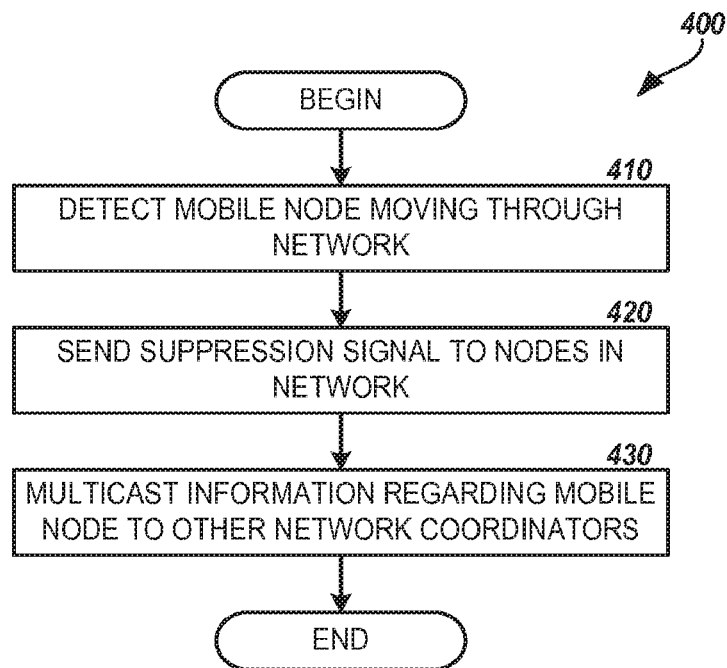 400
BEGIN
410
DETECT MOBILE NODE MOVING THROUGH
NETWORK
420
SEND SUPPRESSION SIGNAL TO NODES IN
NETWORK
430
MULTICAST INFORMATION REGARDING MOBILE
NODE TO OTHER NETWORK COORDINATORS
END